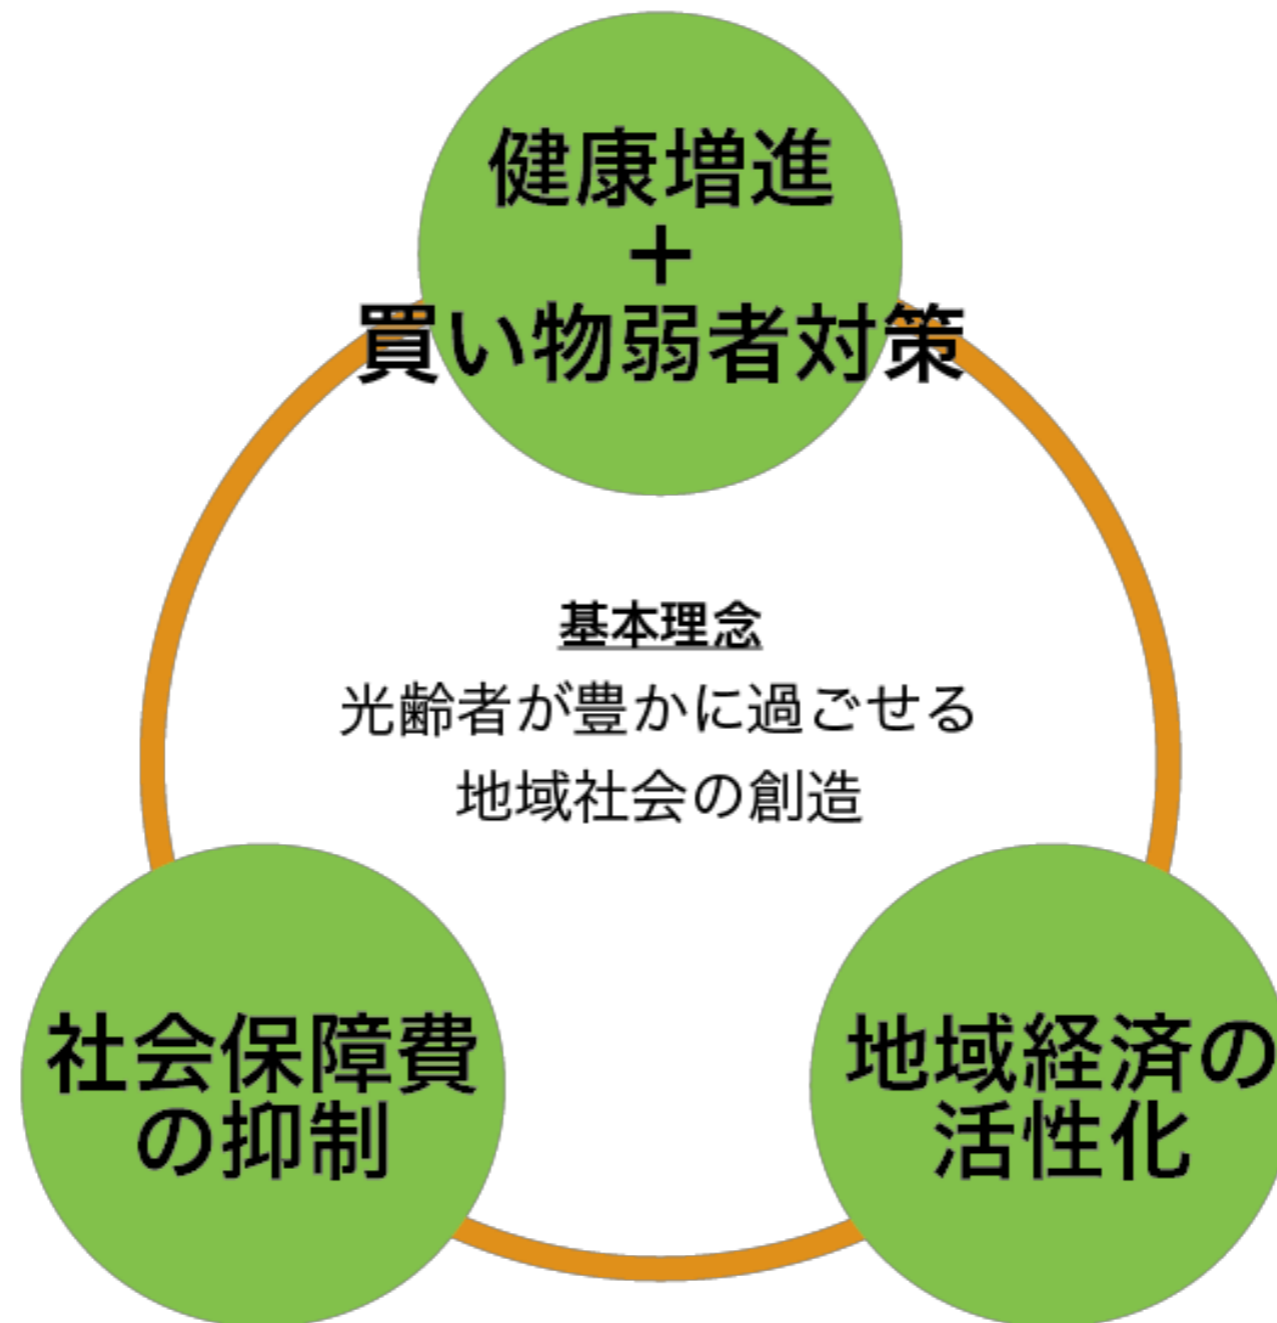 健康増進
＋
買い物弱者対策
基本理念
光齢者が豊かに過ごせる
地域社会の創造
社会保障費
の抑制
地域経済の
活性化